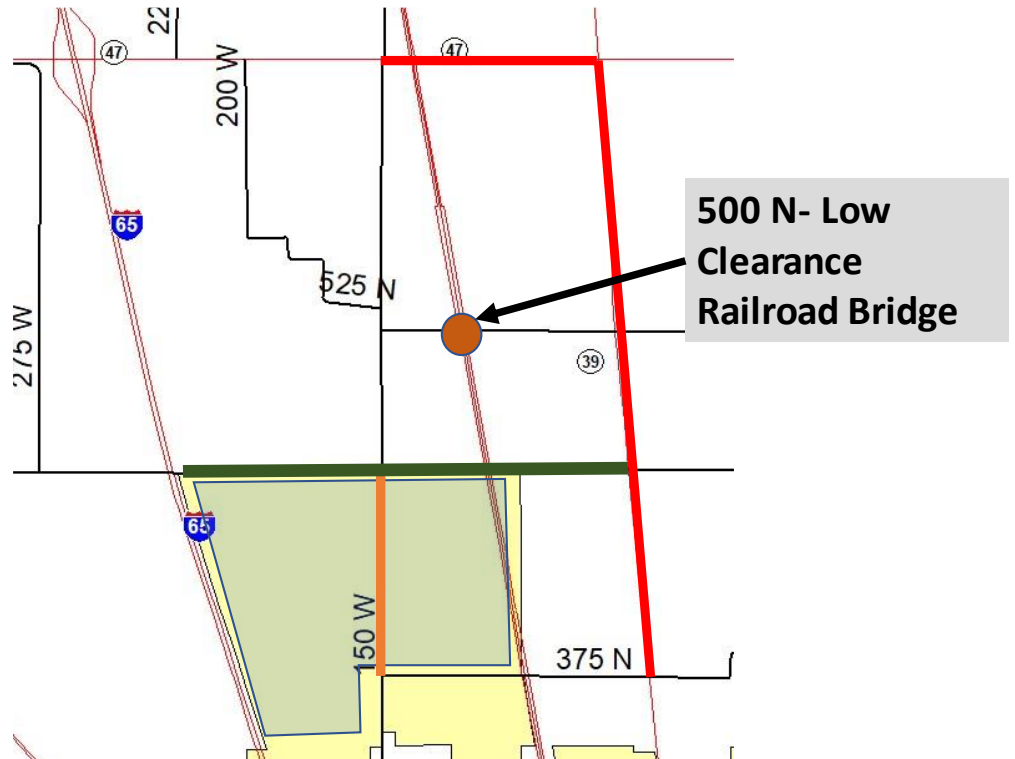 22
47
47
200 W
65
500 N- Low
Clearance
Railroad Bridge
525 N
275 W
39
65
150 W
375 N